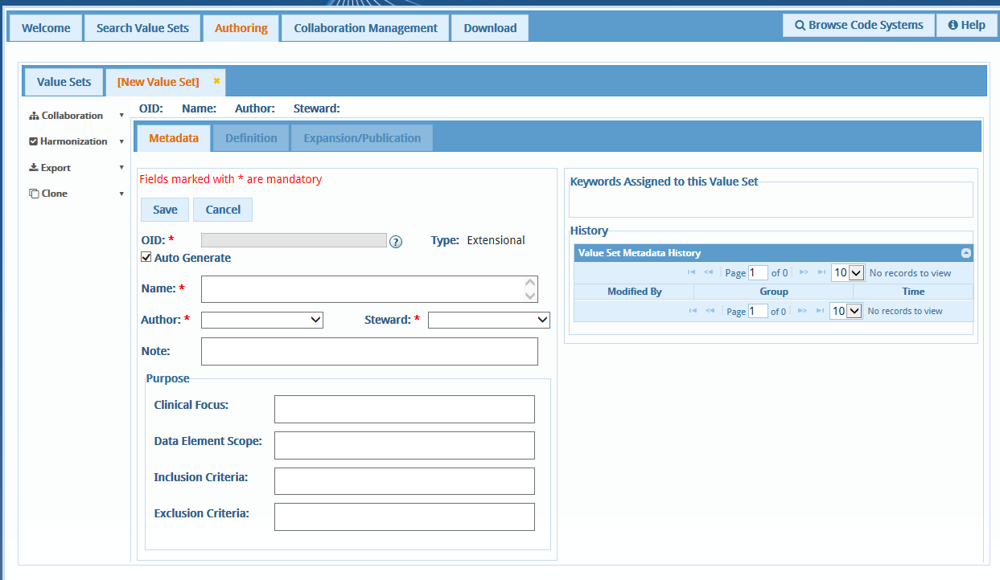 Welcome Search Value Sets Authoring Collaboration Management Download Browse Code Systems Help
Value Sets [New Value Set]
Collaboration
Harmonization
Export
Clone
OID: Name: Author: Steward:
Metadata Definition Expansion/Publication
Fields marked with * are mandatory
Save Cancel
OID: * ? Type: Extensional
Auto Generate
Name: *
Author: * Steward: *
Note:
Purpose
Clinical Focus:
Data Element Scope:
Inclusion Criteria:
Exclusion Criteria:
Keywords Assigned to this Value Set
History
Value Set Metadata History
Page 1 of 0 10 No records to view
Modified By Group Time
Page 1 of 0 10 No records to view